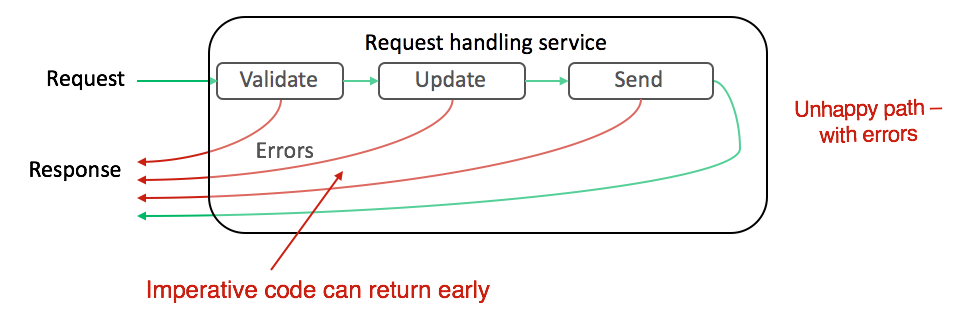 Request handling service
Request
Validate
Update
Send
Unhappy path –
with errors
Errors
Response
Imperative code can return early